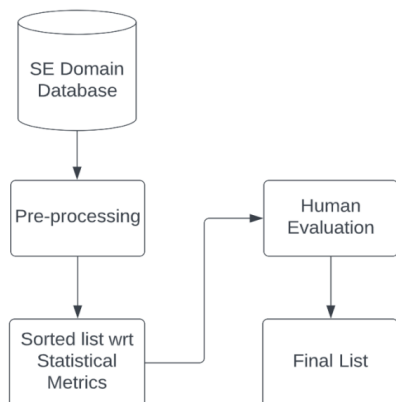 SE Domain
Database
Pre-processing
Sorted list wrt
Statistical
Metrics
Human
Evaluation
Final List